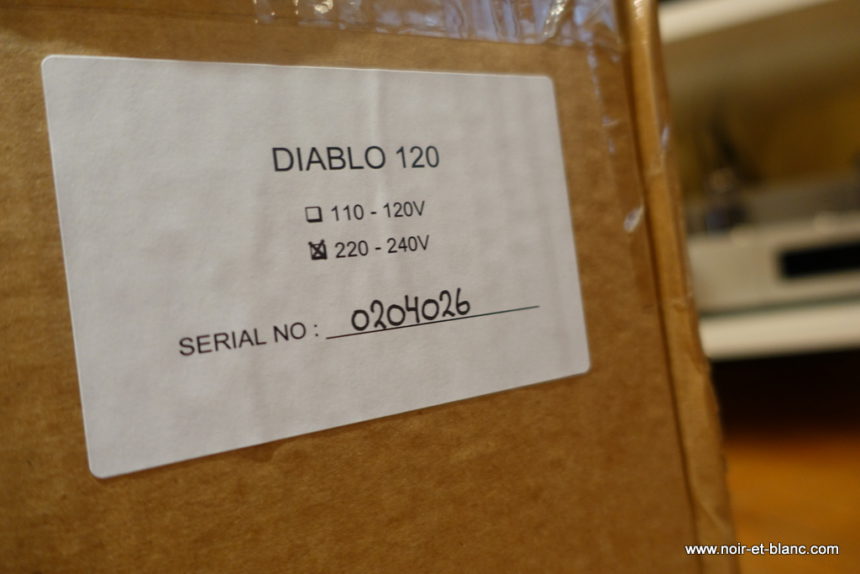 DIABLO 120
☐ 110 - 120V
☒ 220 - 240V
SERIAL NO : 0204026
www.noir-et-blanc.com